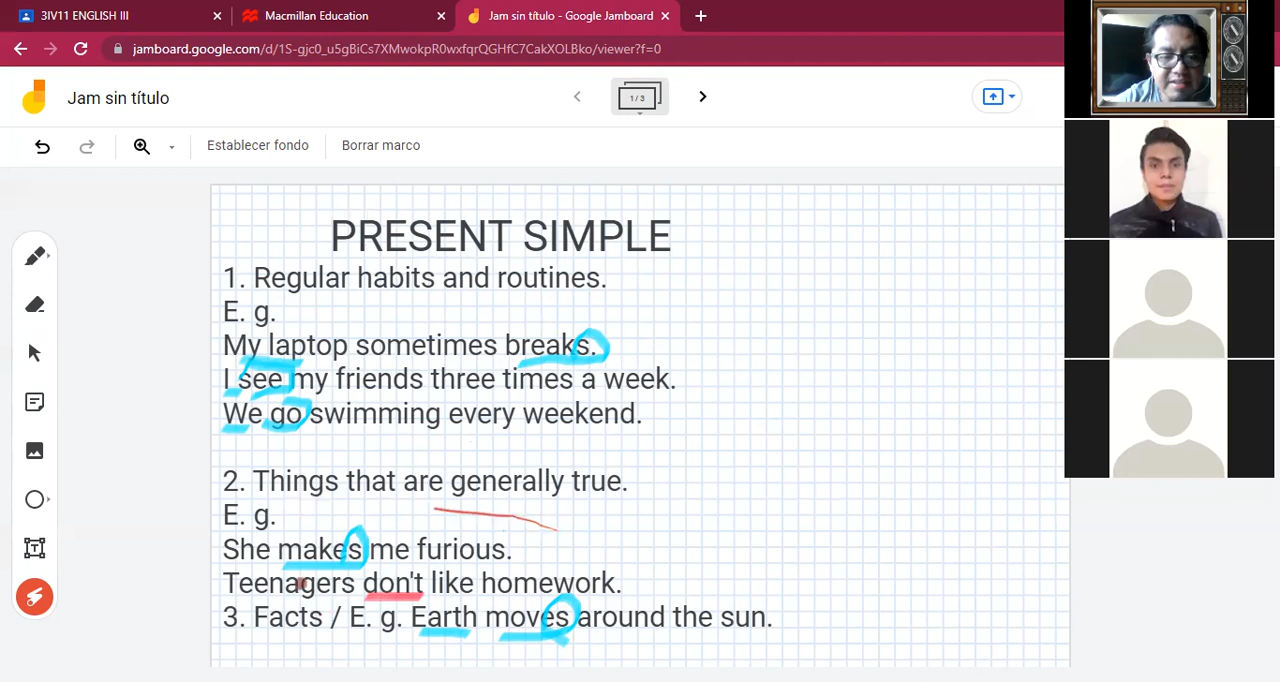 3IV11 ENGLISH III
Macmillan Education
Jam sin título - Google Jamboard
jamboard.google.com/d/1S-gjc0_u5gBiCs7XMwokpR0wxfqrQGHfC7CakXOLBko/viewer?f=0
Jam sin título
1 / 3
Establecer fondo
Borrar marco
PRESENT SIMPLE
1. Regular habits and routines.
E. g.
My laptop sometimes breaks.
I see my friends three times a week.
We go swimming every weekend.
2. Things that are generally true.
E. g.
She makes me furious.
Teenagers don't like homework.
3. Facts / E. g. Earth moves around the sun.